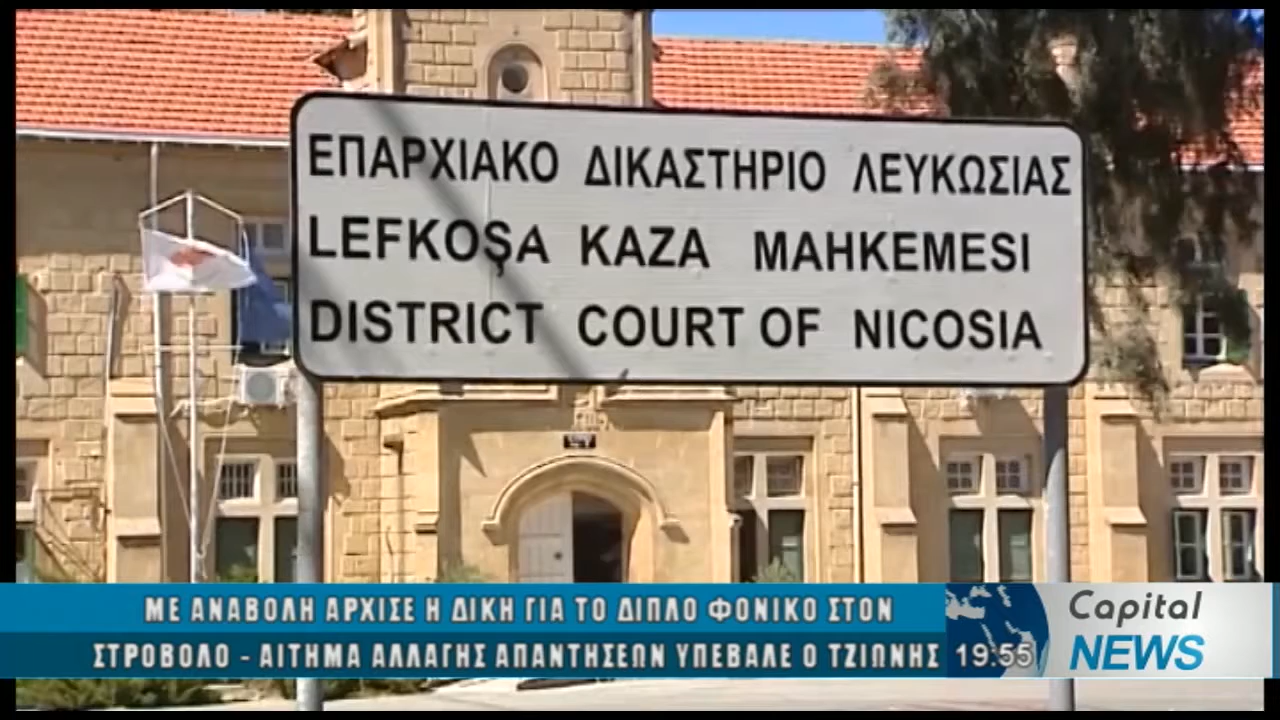 ΕΠΑΡΧΙΑΚΟ ΔΙΚΑΣΤΗΡΙΟ ΛΕΥΚΩΣΙΑΣ
LEFKOŞA KAZA MAHKEMESI
DISTRICT COURT OF NICOSIA
ΜΕ ΑΝΑΒΟΛΗ ΑΡΧΙΣΕ Η ΔΙΚΗ ΓΙΑ ΤΟ ΔΙΠΛΟ ΦΟΝΙΚΟ ΣΤΟΝ
ΣΤΡΟΒΟΛΟ - ΑΙΤΗΜΑ ΑΛΛΑΓΗΣ ΑΠΑΝΤΗΣΕΩΝ ΥΠΕΒΑΛΕ Ο ΤΖΙΩΝΗΣ
Capital
NEWS
19:55